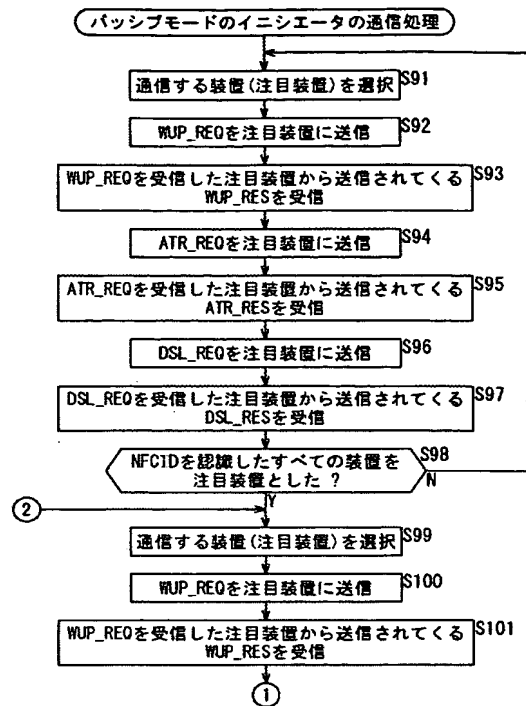 パッシブモードのイニシエータの通信処理
通信する装置(注目装置)を選択 S91
WUP_REQを注目装置に送信 S92
WUP_REQを受信した注目装置から送信されてくる S93
WUP_RESを受信
ATR_REQを注目装置に送信 S94
ATR_REQを受信した注目装置から送信されてくる S95
ATR_RESを受信
DSL_REQを注目装置に送信 S96
DSL_REQを受信した注目装置から送信されてくる S97
DSL_RESを受信
NFCIDを認識したすべての装置を S98
注目装置とした ?
N
Y
2
通信する装置(注目装置)を選択 S99
WUP_REQを注目装置に送信 S100
WUP_REQを受信した注目装置から送信されてくる S101
WUP_RESを受信
1